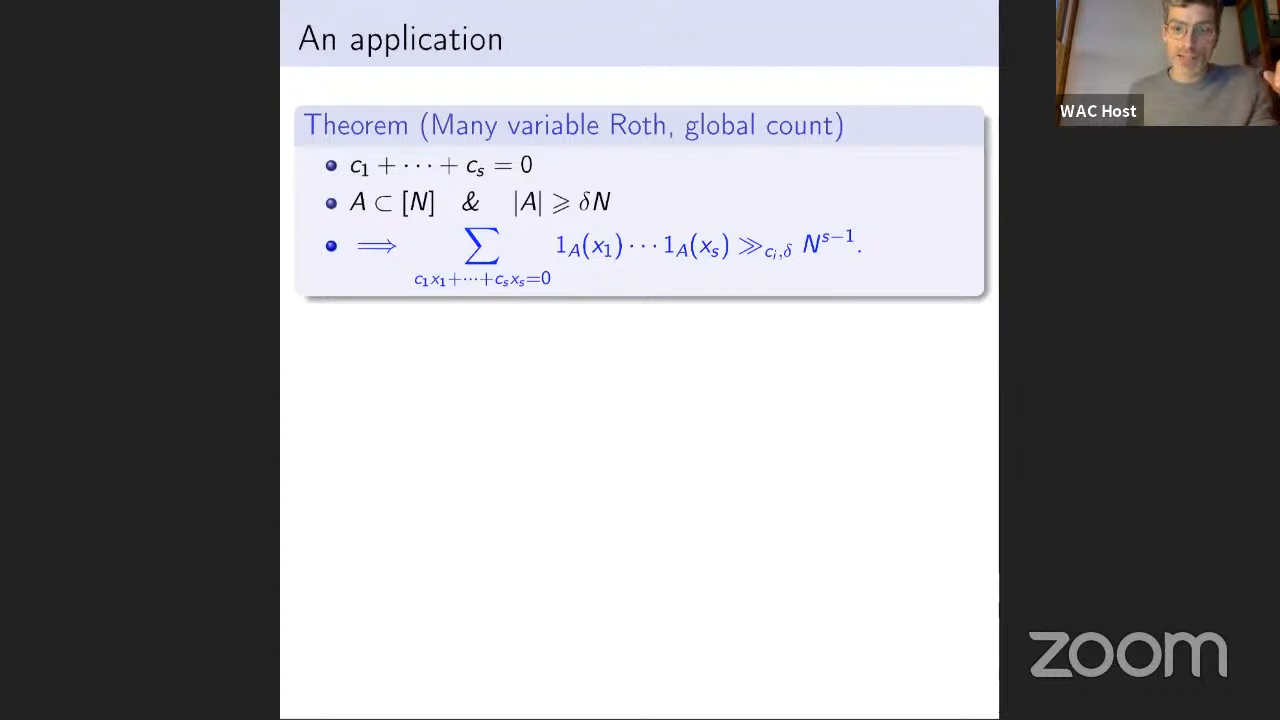 An application
WAC Host
Theorem (Many variable Roth, global count)
• c₁ + ··· + cₛ = 0
• A ⊂ [N] & |A| ⩾ δN
• ⟹ ∑ 1_A(x₁) ··· 1_A(xₛ) ≫_{cᵢ,δ} N^{s−1}.
c₁x₁+···+cₛxₛ=0
zoom